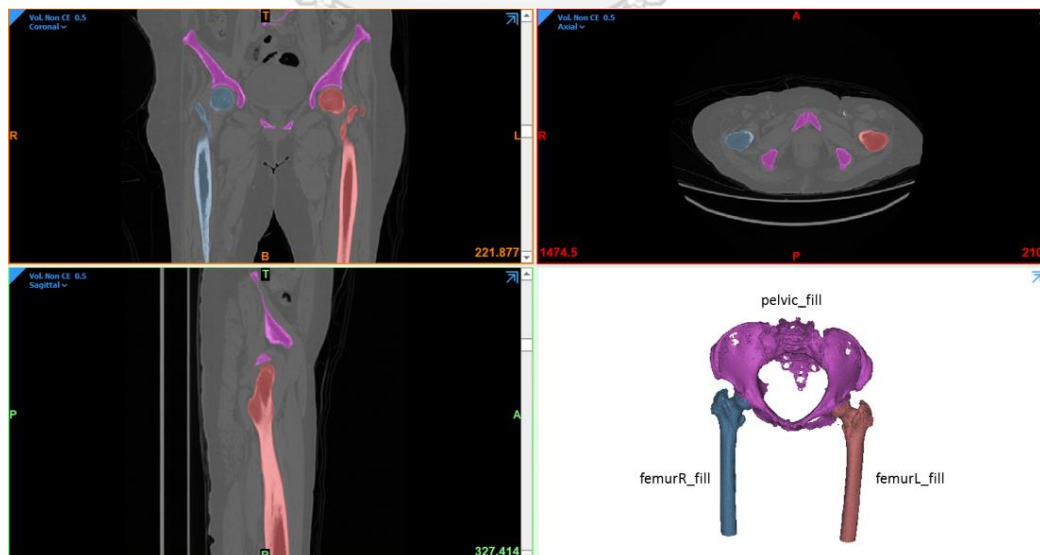 Vol. Non CE 0.5
Coronal
T
R
L
B
221.877
Vol. Non CE 0.5
Axial
A
R
L
1474.5
P
210
Vol. Non CE 0.5
Sagittal
T
P
A
B
327.414
pelvic_fill
femurR_fill
femurL_fill